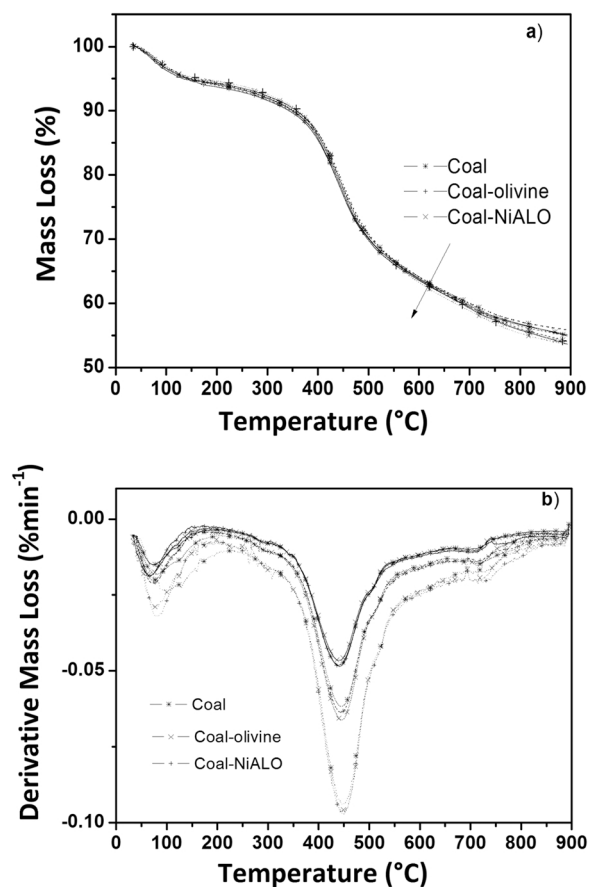 a)
100
90
80
70
60
50
Mass Loss (%)
Coal
Coal-olivine
Coal-NiALO
0 100 200 300 400 500 600 700 800 900
Temperature (°C)
b)
0.00
-0.05
-0.10
Derivative Mass Loss (%min-1)
Coal
Coal-olivine
Coal-NiALO
0 100 200 300 400 500 600 700 800 900
Temperature (°C)